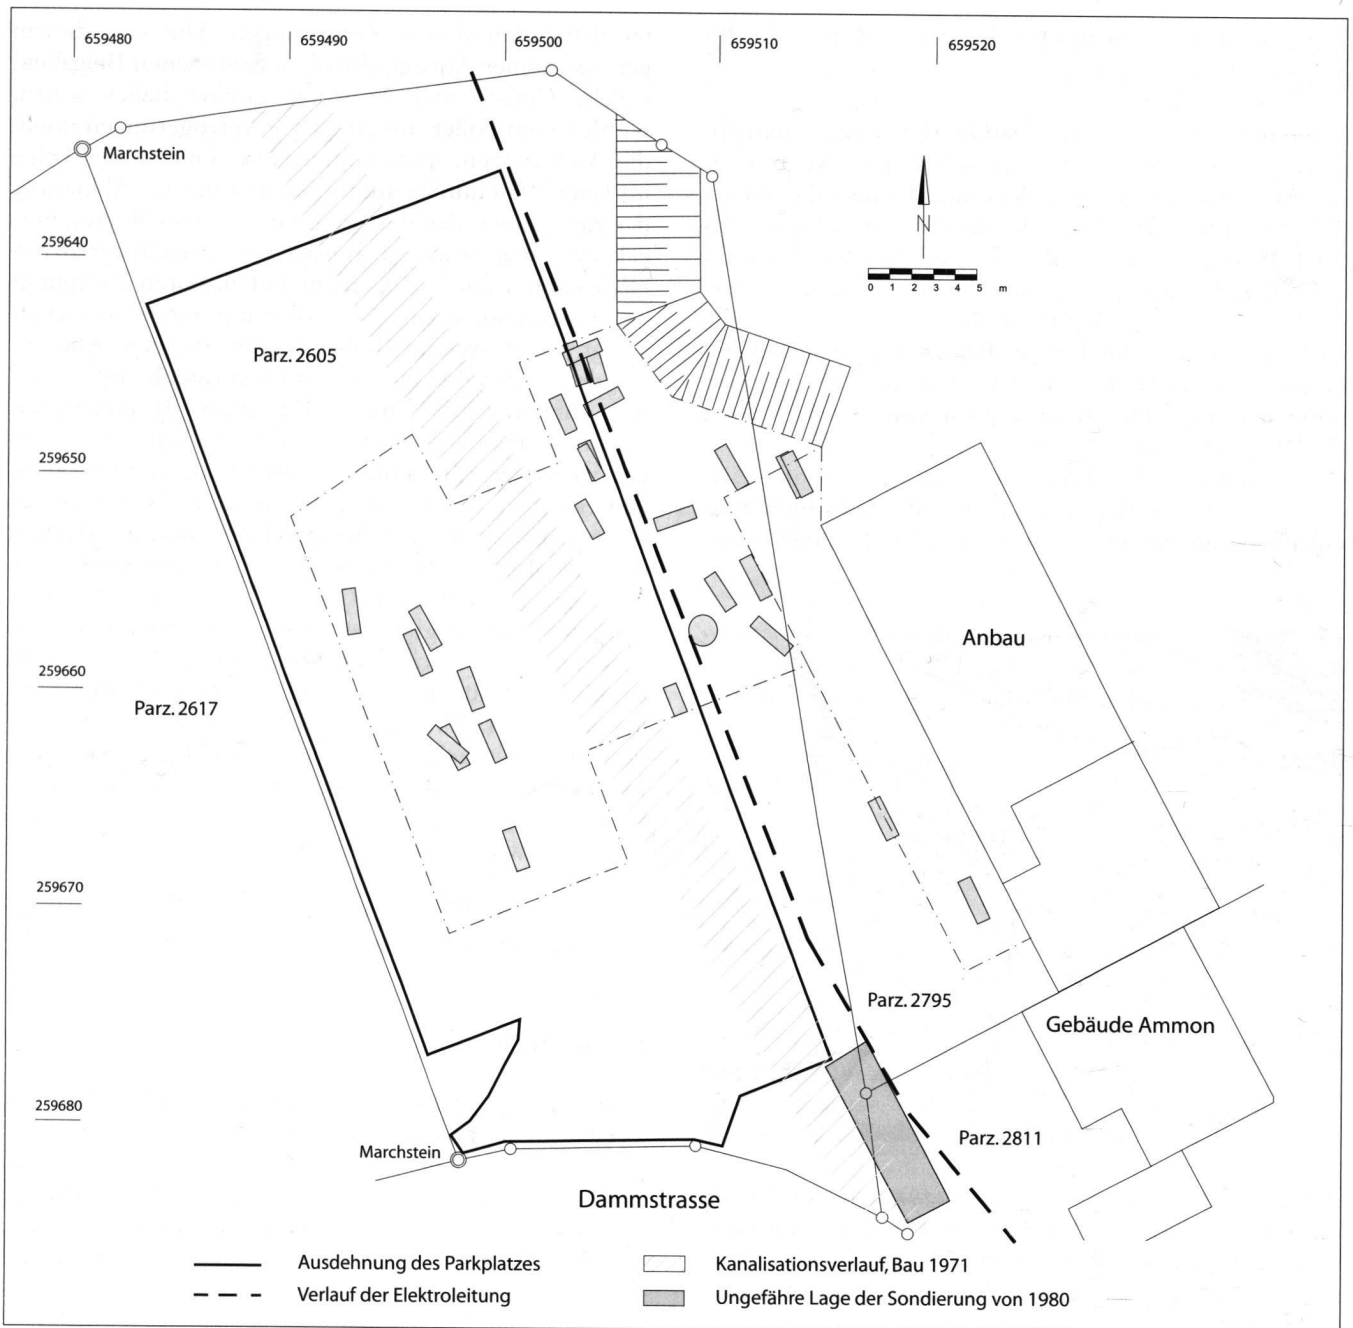 659480 659490 659500 659510 659520
Marchstein
N
259640
0 1 2 3 4 5 m
Parz. 2605
259650
Anbau
259660
Parz. 2617
259670
Parz. 2795
Gebäude Ammon
259680
Parz. 2811
Marchstein
Dammstrasse
Ausdehnung des Parkplatzes
Verlauf der Elektroleitung
Kanalisationsverlauf, Bau 1971
Ungefähre Lage der Sondierung von 1980